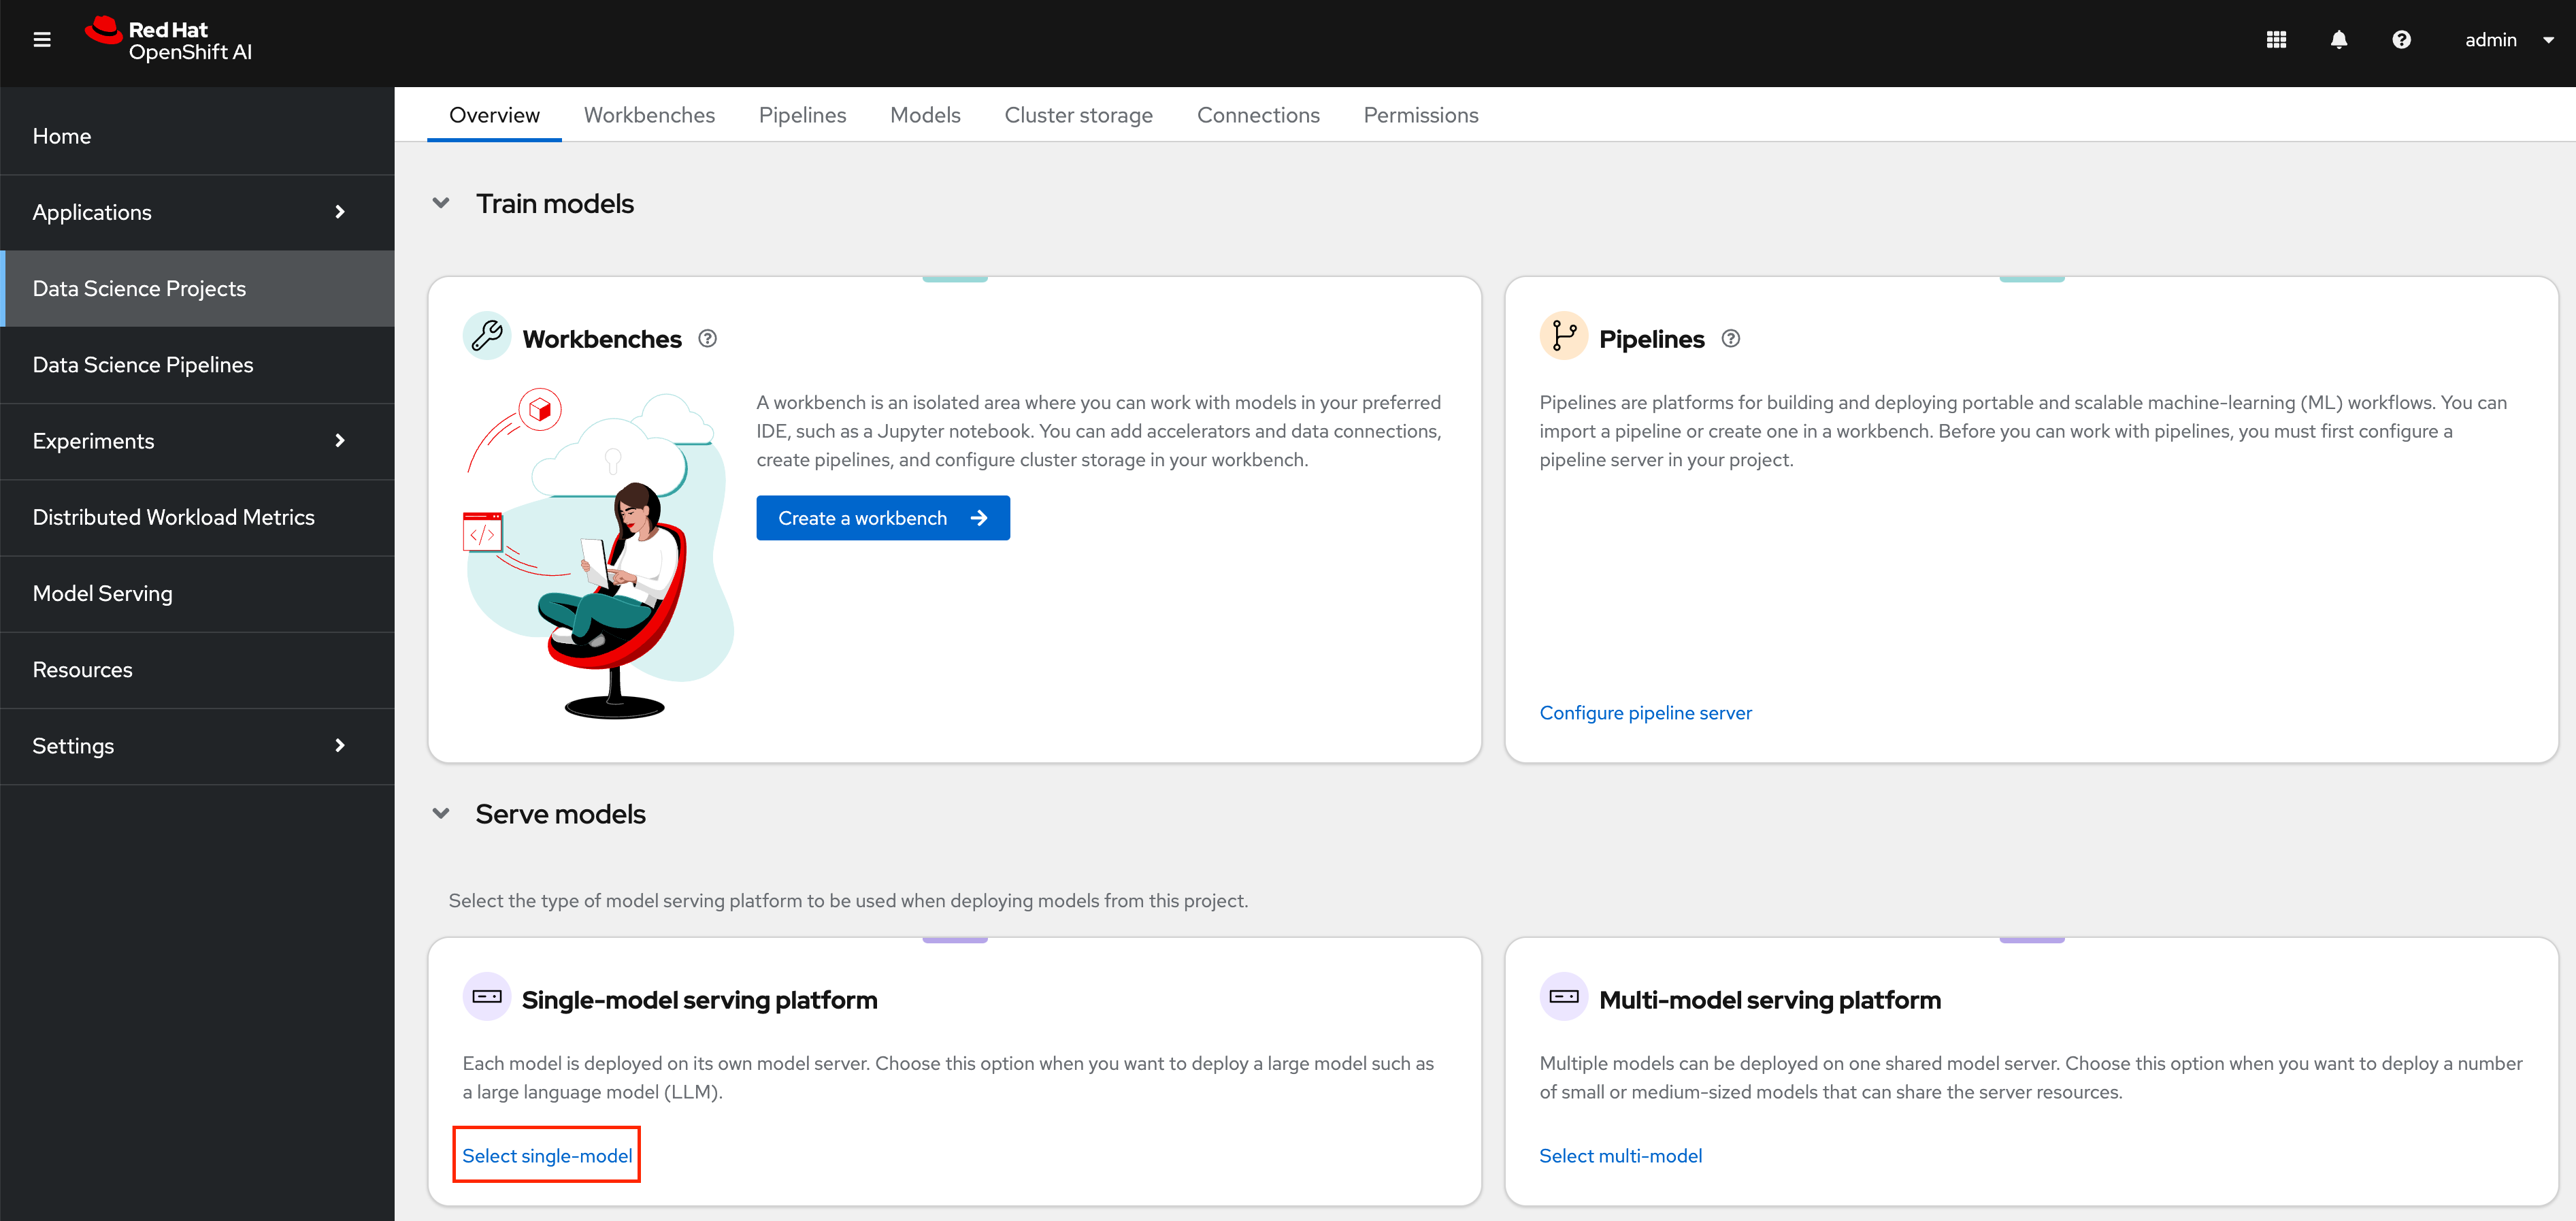 Red Hat
OpenShift AI
admin
Home
Applications
Data Science Projects
Data Science Pipelines
Experiments
Distributed Workload Metrics
Model Serving
Resources
Settings
Overview Workbenches Pipelines Models Cluster storage Connections Permissions
Train models
Workbenches
A workbench is an isolated area where you can work with models in your preferred
IDE, such as a Jupyter notebook. You can add accelerators and data connections,
create pipelines, and configure cluster storage in your workbench.
Create a workbench
Pipelines
Pipelines are platforms for building and deploying portable and scalable machine-learning (ML) workflows. You can
import a pipeline or create one in a workbench. Before you can work with pipelines, you must first configure a
pipeline server in your project.
Configure pipeline server
Serve models
Select the type of model serving platform to be used when deploying models from this project.
Single-model serving platform
Each model is deployed on its own model server. Choose this option when you want to deploy a large model such as
a large language model (LLM).
Select single-model
Multi-model serving platform
Multiple models can be deployed on one shared model server. Choose this option when you want to deploy a number
of small or medium-sized models that can share the server resources.
Select multi-model